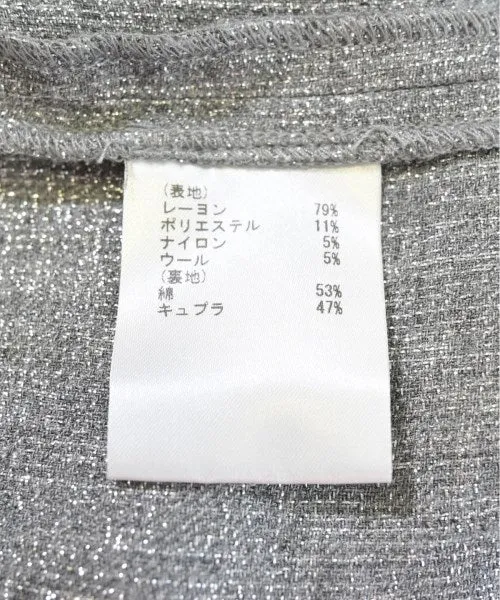 (表地)
レーヨン 79%
ポリエステル 11%
ナイロン 5%
ウール 5%
(裏地)
綿 53%
キュプラ 47%